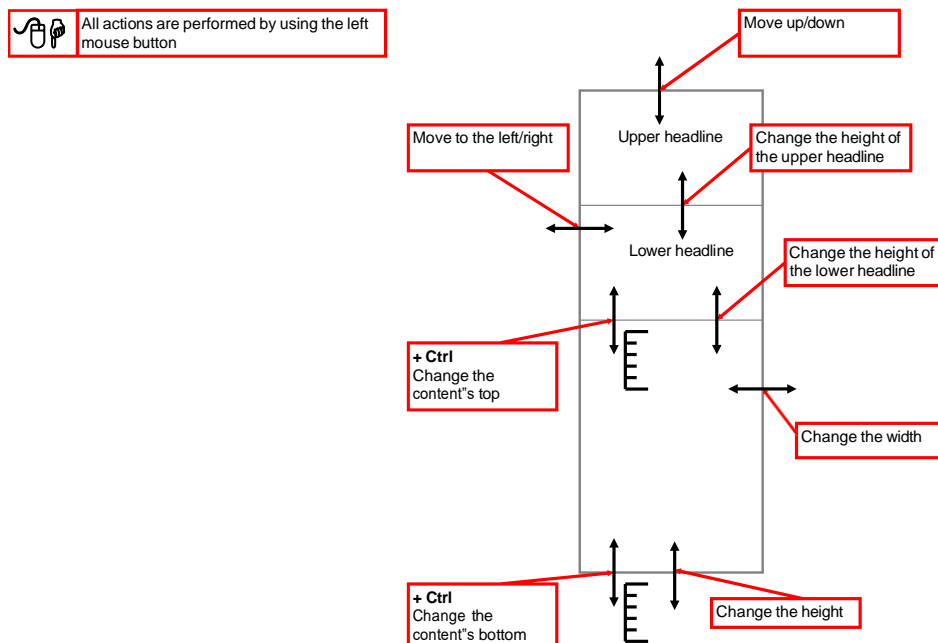 All actions are performed by using the left
mouse button
Move up/down
Upper headline
Move to the left/right
Change the height of
the upper headline
Lower headline
Change the height of
the lower headline
+ Ctrl
Change the
content"s top
Change the width
+ Ctrl
Change the
content"s bottom
Change the height